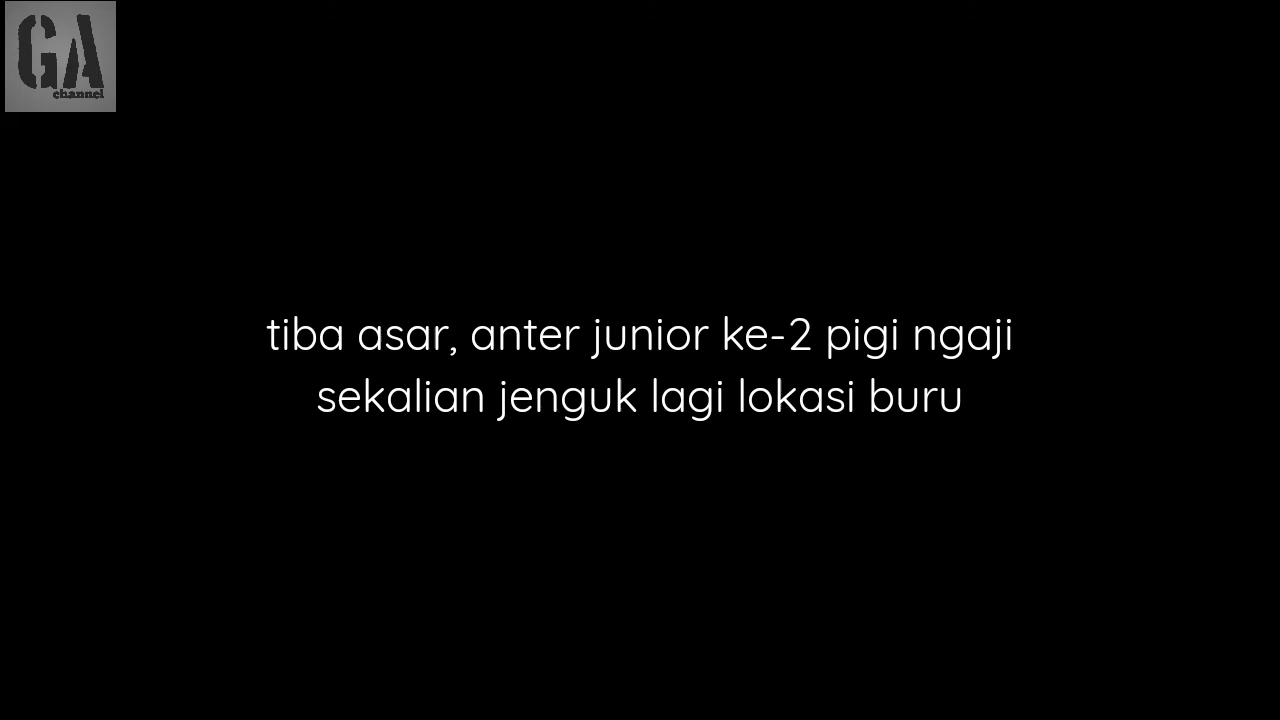 GA
channel
tiba asar, anter junior ke-2 pigi ngaji
sekalian jenguk lagi lokasi buru